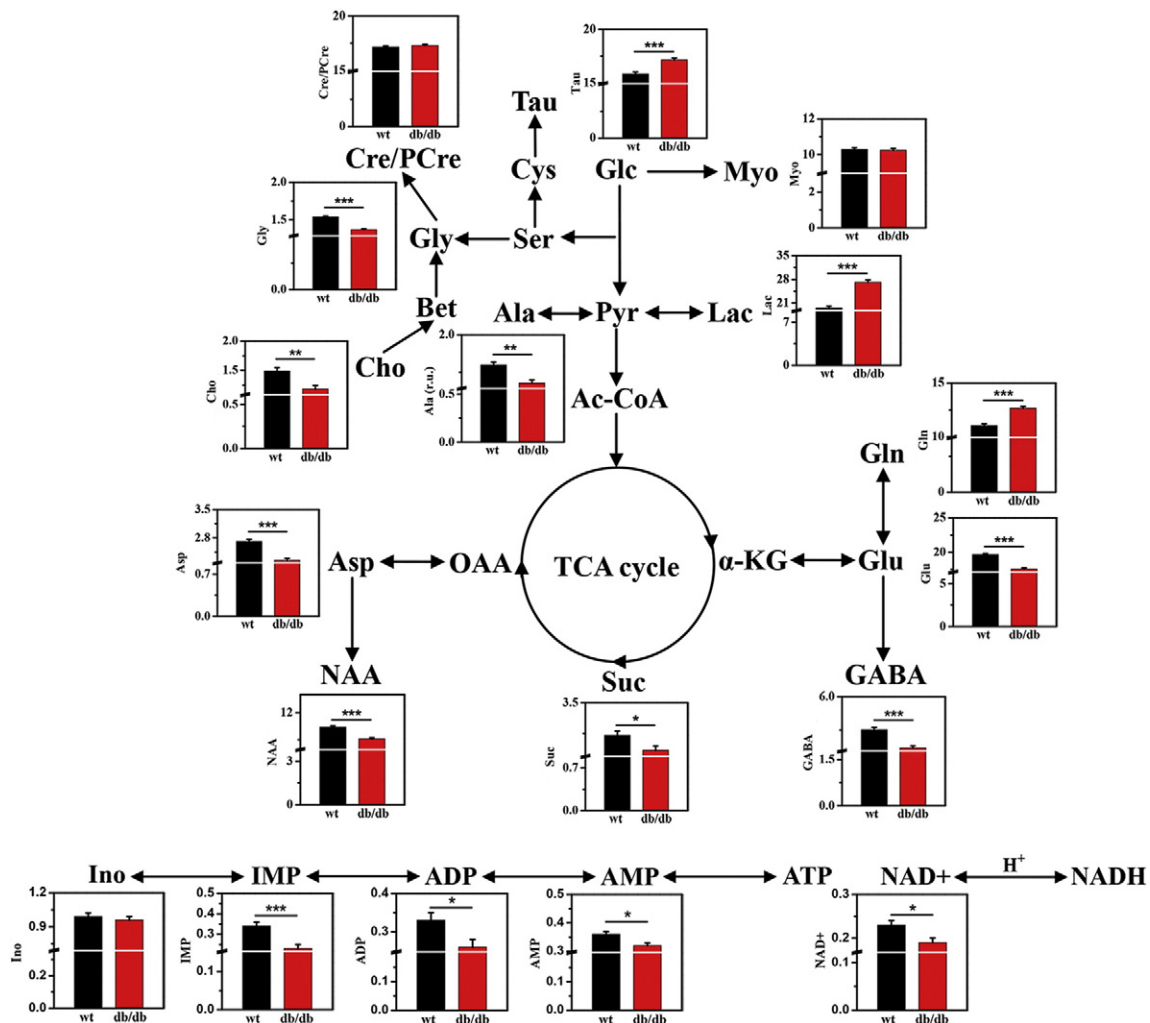 20
15
0
Cre/PCre
wt db/db
20
15
0
Tau
***
wt db/db
Tau
12
10
2
0
Myo
wt db/db
Cre/PCre
Cys
Glc
Myo
2.0
1.5
0.0
Gly
***
wt db/db
Gly
Ser
35
28
21
7
0
Lac
***
wt db/db
Bet
Ala
Pyr
Lac
Cho
2.0
1.5
0.5
0.0
Cho
**
wt db/db
2.0
0.5
0.0
Ala (r.u.)
**
wt db/db
Ac-CoA
15
10
0
Gln
***
wt db/db
Gln
3.5
2.8
0.7
0.0
Asp
***
wt db/db
Asp
OAA
TCA cycle
α-KG
Glu
25
20
5
0
Glu
***
wt db/db
NAA
Suc
GABA
12
3
0
NAA
***
wt db/db
3.5
0.7
0.0
Suc
*
wt db/db
6.0
1.5
0.0
GABA
***
wt db/db
Ino
IMP
ADP
AMP
ATP
NAD+
H+
NADH
1.2
0.9
0.2
0.0
Ino
wt db/db
0.5
0.4
0.3
0.1
0.0
IMP
***
wt db/db
0.4
0.3
0.1
0.0
ADP
*
wt db/db
0.5
0.4
0.3
0.1
0.0
AMP
*
wt db/db
0.3
0.2
0.1
0.0
NAD+
*
wt db/db